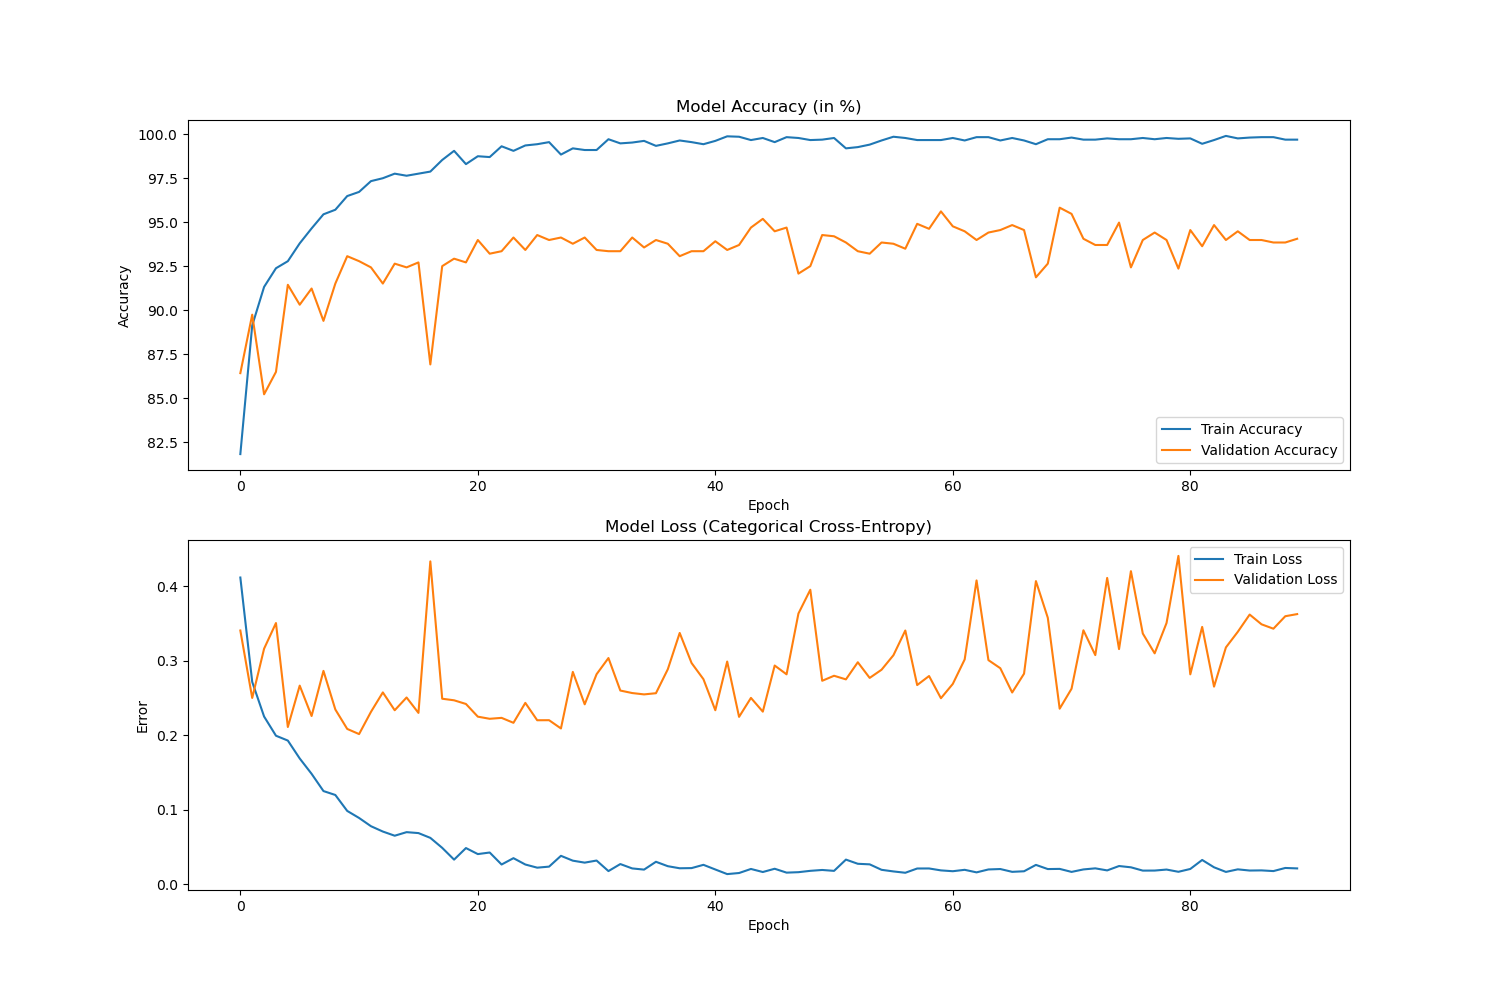 Model Accuracy (in %)
100.0
97.5
95.0
92.5
90.0
87.5
85.0
82.5
Accuracy
Train Accuracy
Validation Accuracy
0 20 40 60 80
Epoch
Model Loss (Categorical Cross-Entropy)
0.4
0.3
0.2
0.1
0.0
Error
Train Loss
Validation Loss
0 20 40 60 80
Epoch